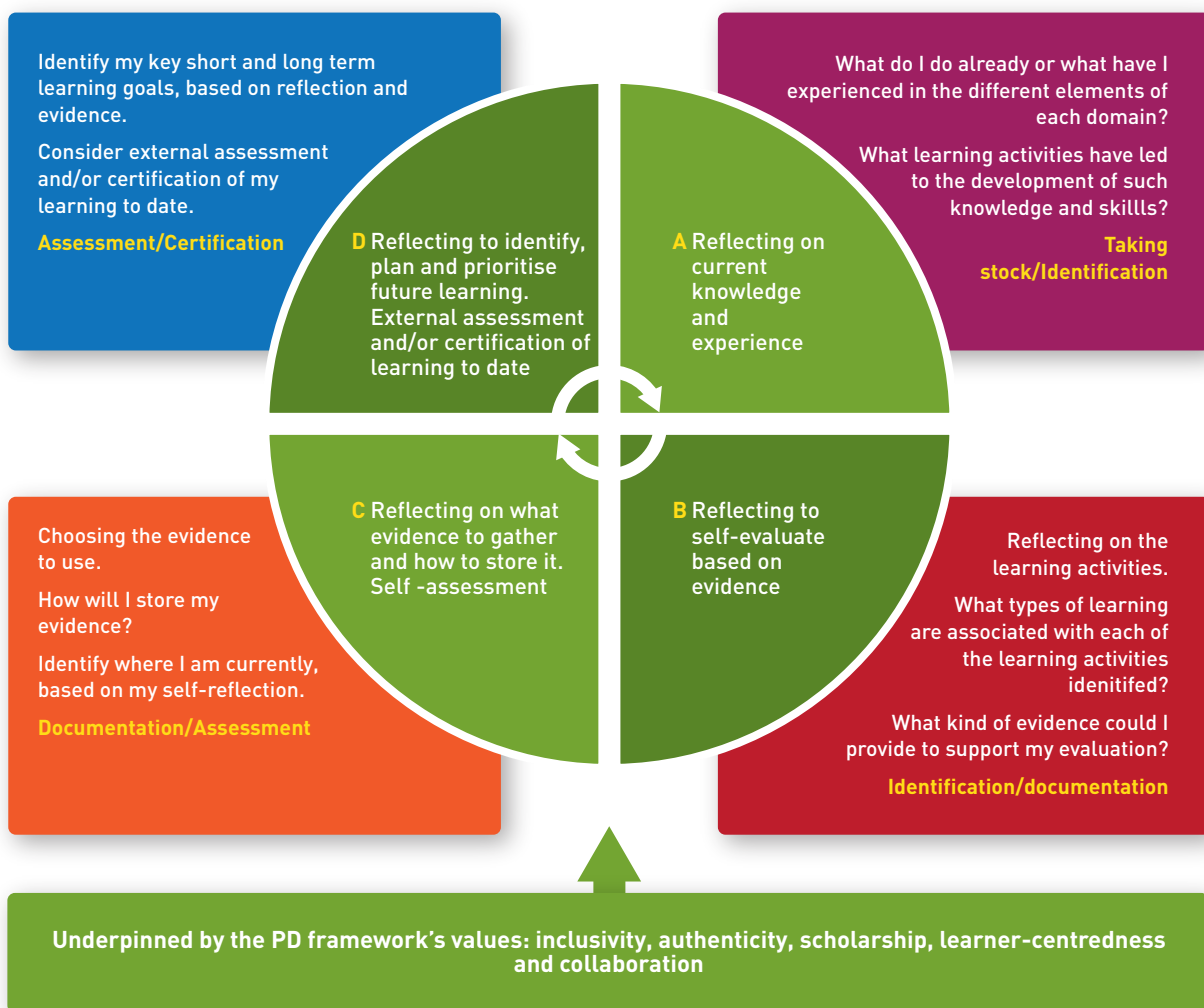 Identify my key short and long term
learning goals, based on reflection and
evidence.
Consider external assessment
and/or certification of my
learning to date.
Assessment/Certification
What do I do already or what have I
experienced in the different elements of
each domain?
What learning activities have led
to the development of such
knowledge and skillls?
Taking
stock/Identification
D Reflecting to identify,
plan and prioritise
future learning.
External assessment
and/or certification of
learning to date
A Reflecting on
current
knowledge
and
experience
C Reflecting on what
evidence to gather
and how to store it.
Self -assessment
B Reflecting to
self-evaluate
based on
evidence
Choosing the evidence
to use.
How will I store my
evidence?
Identify where I am currently,
based on my self-reflection.
Documentation/Assessment
Reflecting on the
learning activities.
What types of learning
are associated with each of
the learning activities
idenitifed?
What kind of evidence could I
provide to support my evaluation?
Identification/documentation
Underpinned by the PD framework’s values: inclusivity, authenticity, scholarship, learner-centredness
and collaboration